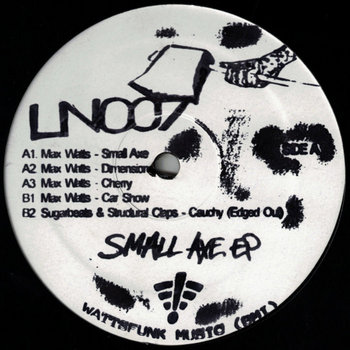 LN007
A1. Max Watts - Small Axe
A2 Max Watts - Dimension
A3 Max Watts - Cherry
B1 Max Watts - Car Show
B2 Sugarbeats & Structural Claps - Cauchy (Edged Out)
SIDE A
SMALL AXE EP
WATTSFUNK MUSIC (BMI)